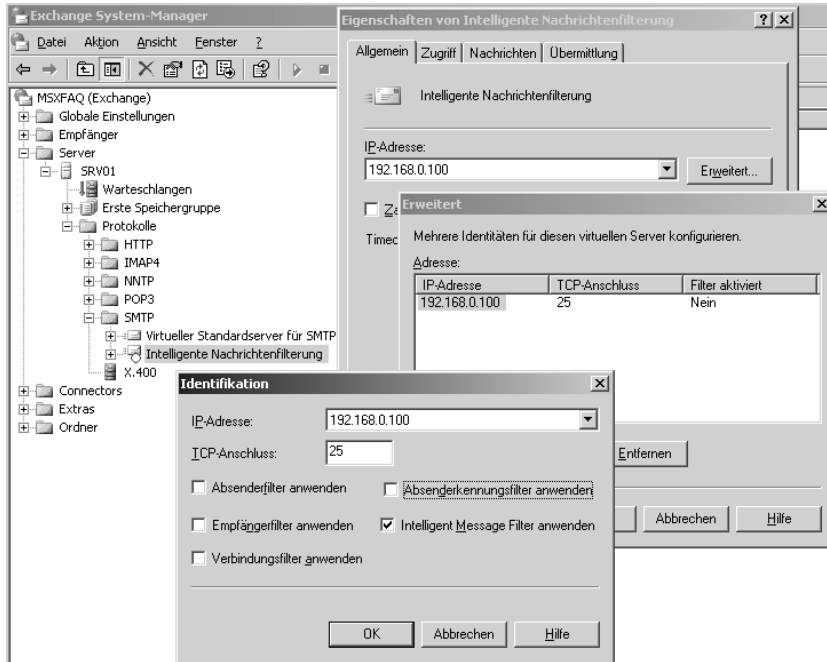 Exchange System-Manager
Datei Aktion Ansicht Fenster ?
MSXFAQ (Exchange)
Globale Einstellungen
Empfänger
Server
SRV01
Warteschlangen
Erste Speichergruppe
Protokolle
HTTP
IMAP4
NNTP
POP3
SMTP
Virtueller Standardserver für SMTP
Intelligente Nachrichtenfilterung
X.400
Connectors
Extras
Ordner
Eigenschaften von Intelligente Nachrichtenfilterung
Allgemein Zugriff Nachrichten Übermittlung
Intelligente Nachrichtenfilterung
IP-Adresse:
192.168.0.100 Erweitert...
Erweitert
Mehrere Identitäten für diesen virtuellen Server konfigurieren.
Adresse:
IP-Adresse TCP-Anschluss Filter aktiviert
192.168.0.100 25 Nein
Entfernen
Abbrechen Hilfe
Identifikation
IP-Adresse: 192.168.0.100
TCP-Anschluss: 25
Absenderfilter anwenden Absenderkennungsfilter anwenden
Empfängerfilter anwenden Intelligent Message Filter anwenden
Verbindungsfilter anwenden
OK Abbrechen Hilfe